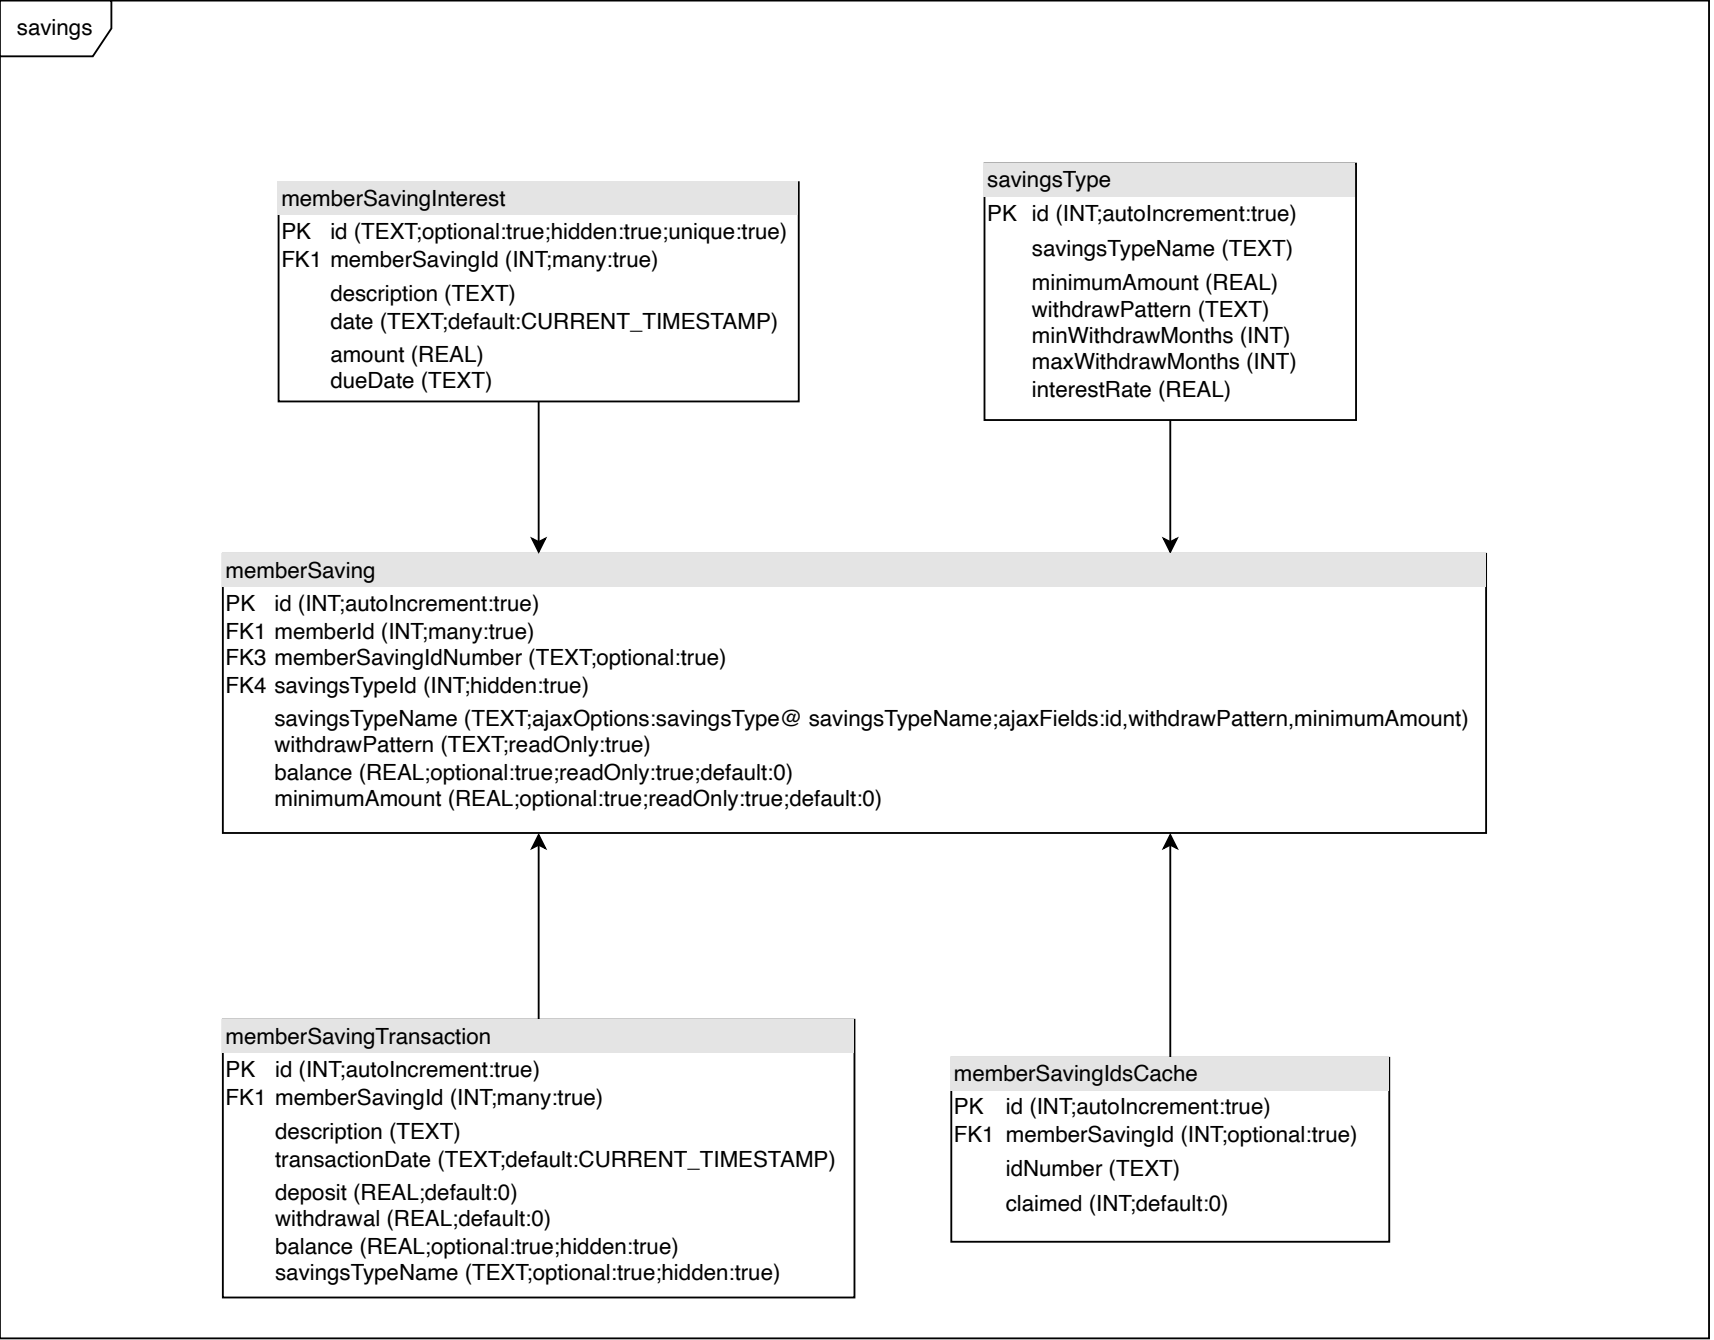 savings
memberSavingInterest
PK id (TEXT;optional:true;hidden:true;unique:true)
FK1 memberSavingId (INT;many:true)
description (TEXT)
date (TEXT;default:CURRENT_TIMESTAMP)
amount (REAL)
dueDate (TEXT)
savingsType
PK id (INT;autoIncrement:true)
savingsTypeName (TEXT)
minimumAmount (REAL)
withdrawPattern (TEXT)
minWithdrawMonths (INT)
maxWithdrawMonths (INT)
interestRate (REAL)
memberSaving
PK id (INT;autoIncrement:true)
FK1 memberId (INT;many:true)
FK3 memberSavingIdNumber (TEXT;optional:true)
FK4 savingsTypeId (INT;hidden:true)
savingsTypeName (TEXT;ajaxOptions:savingsType@ savingsTypeName;ajaxFields:id,withdrawPattern,minimumAmount)
withdrawPattern (TEXT;readOnly:true)
balance (REAL;optional:true;readOnly:true;default:0)
minimumAmount (REAL;optional:true;readOnly:true;default:0)
memberSavingTransaction
PK id (INT;autoIncrement:true)
FK1 memberSavingId (INT;many:true)
description (TEXT)
transactionDate (TEXT;default:CURRENT_TIMESTAMP)
deposit (REAL;default:0)
withdrawal (REAL;default:0)
balance (REAL;optional:true;hidden:true)
savingsTypeName (TEXT;optional:true;hidden:true)
memberSavingIdsCache
PK id (INT;autoIncrement:true)
FK1 memberSavingId (INT;optional:true)
idNumber (TEXT)
claimed (INT;default:0)